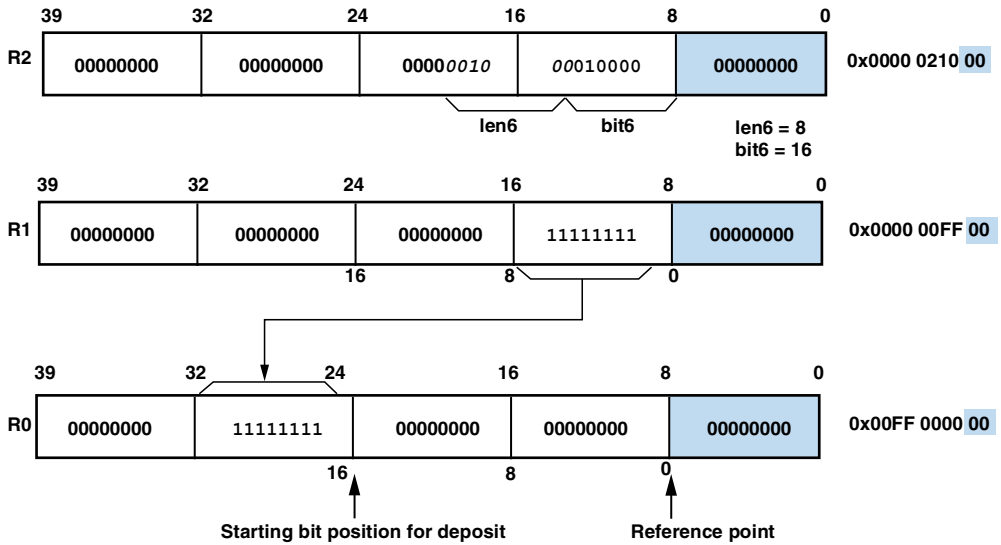 39 32 24 16 8 0
R2 00000000 00000000 00000010 00010000 00000000 0x0000 0210 00
len6 bit6 len6 = 8
bit6 = 16
39 32 24 16 8 0
R1 00000000 00000000 00000000 11111111 00000000 0x0000 00FF 00
16 8 0
39 32 24 16 8 0
R0 00000000 11111111 00000000 00000000 00000000 0x00FF 0000 00
16 8 0
Starting bit position for deposit Reference point